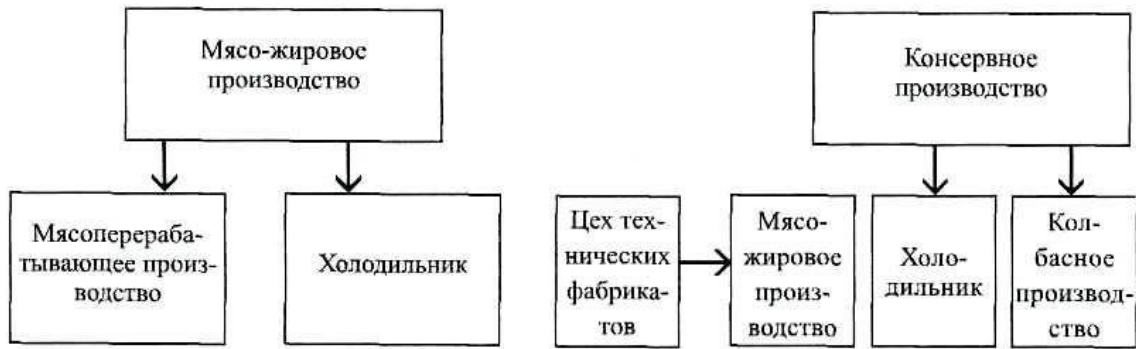 Мясо-жировое
производство
Консервное
производство
Мясоперераба-
тывающее произ-
водство
Холодильник
Цех тех-
нических
фабрика-
тов
Мясо-
жировое
произ-
водство
Холо-
дильник
Кол-
басное
производ-
ство